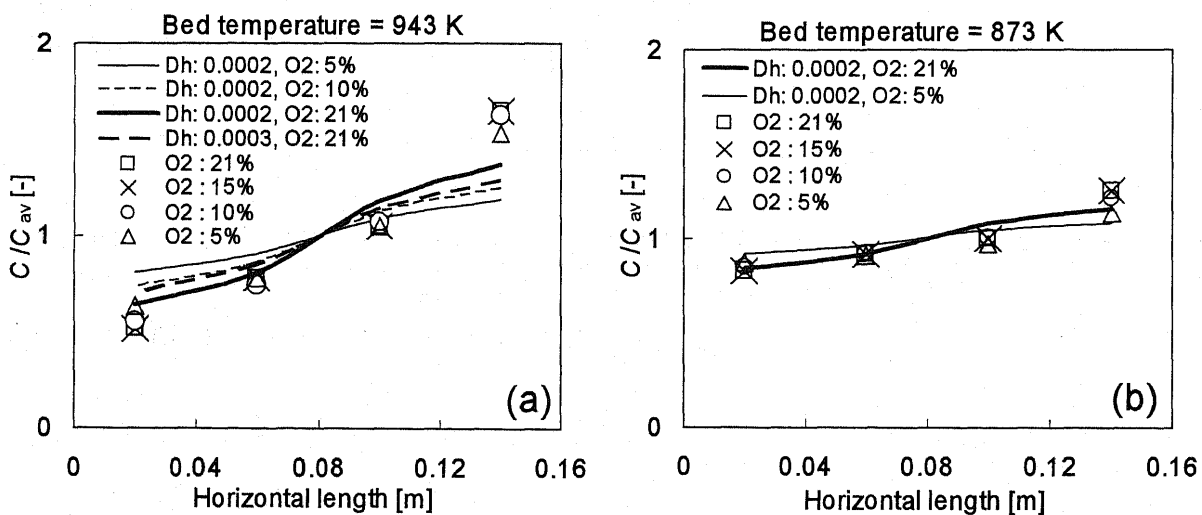 Bed temperature = 943 K
2
Dh: 0.0002, O2: 5%
Dh: 0.0002, O2: 10%
Dh: 0.0002, O2: 21%
Dh: 0.0003, O2: 21%
O2 : 21%
O2 : 15%
O2 : 10%
O2 : 5%
C/Cav [-]
1
(a)
0
0 0.04 0.08 0.12 0.16
Horizontal length [m]
Bed temperature = 873 K
2
Dh: 0.0002, O2: 21%
Dh: 0.0002, O2: 5%
O2 : 21%
O2 : 15%
O2 : 10%
O2 : 5%
C/Cav [-]
1
(b)
0
0 0.04 0.08 0.12 0.16
Horizontal length [m]